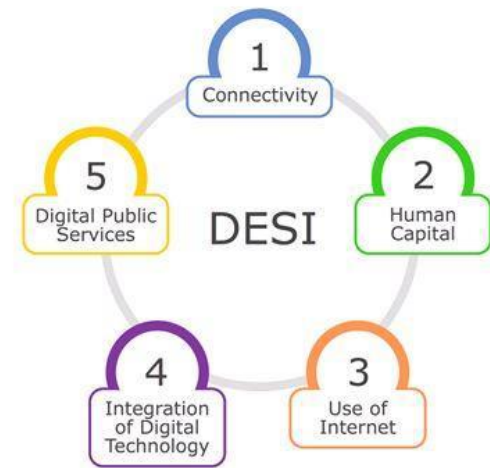 1
Connectivity
2
Human
Capital
3
Use of
Internet
4
Integration
of Digital
Technology
5
Digital Public
Services
DESI